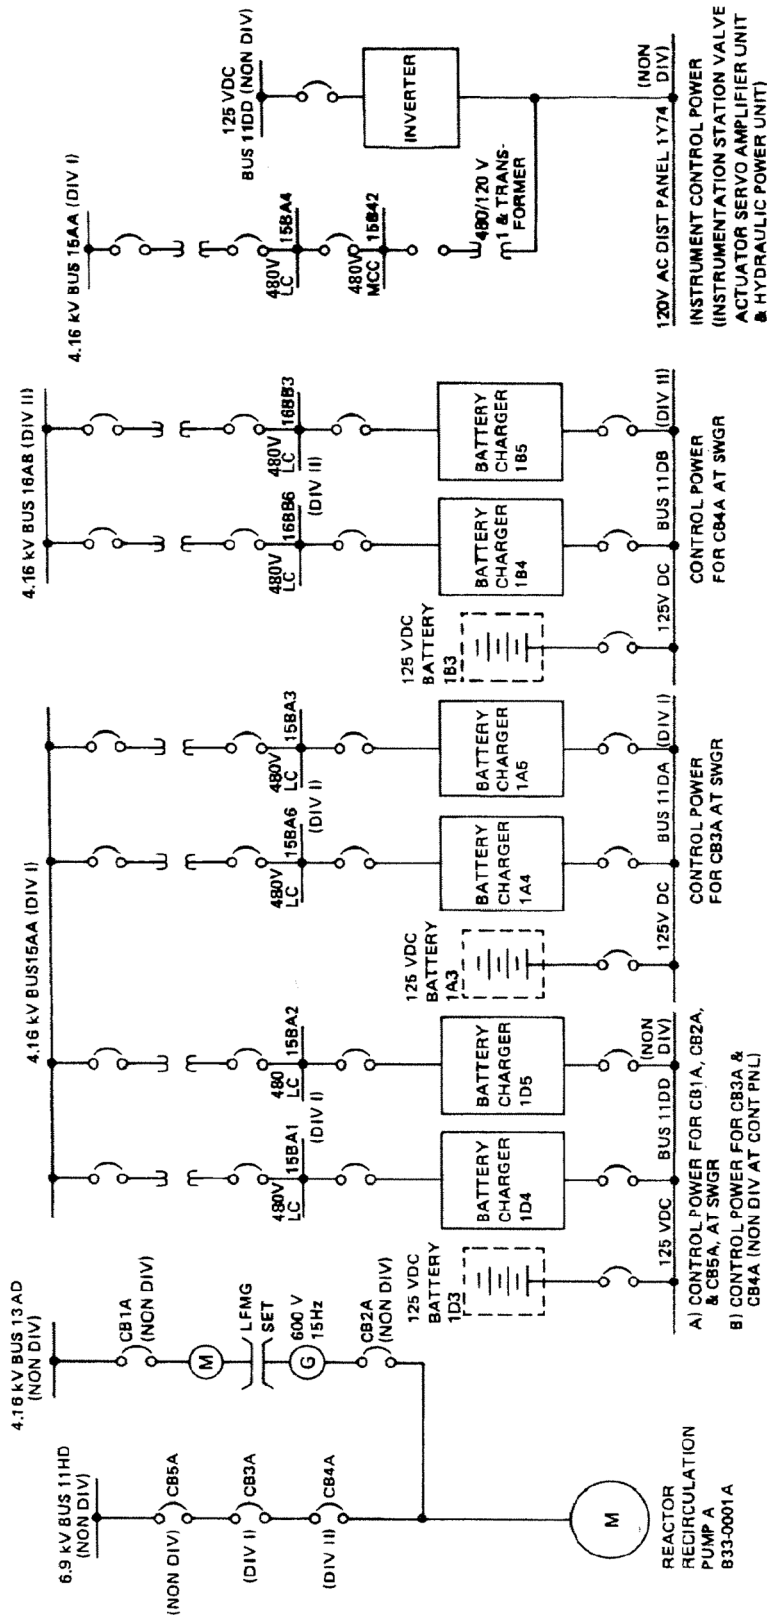 6.9 kV BUS 11HD
(NON DIV)
CB5A
(NON DIV)
CB3A
(DIV I)
CB4A
(DIV II)
M
REACTOR
RECIRCULATION
PUMP A
B33-0001A
4.16 kV BUS 13 AD
(NON DIV)
CB1A
(NON DIV)
M
LFMG
SET
G
600 V
15Hz
CB2A
(NON DIV)
4.16 kV BUS15AA (DIV I)
480V
LC
15BA1
(DIV I)
480
LC
15BA2
125 VDC
BATTERY
1D3
BATTERY
CHARGER
1D4
BATTERY
CHARGER
1D5
125 VDC
BUS 11DD
(NON
DIV)
A) CONTROL POWER FOR CB1A, CB2A,
& CB5A, AT SWGR
B) CONTROL POWER FOR CB3A &
CB4A (NON DIV AT CONT PNL)
480V
LC
15BA6
(DIV I)
480V
LC
15BA3
125 VDC
BATTERY
1A3
BATTERY
CHARGER
1A4
BATTERY
CHARGER
1A5
125V DC
BUS 11DA
(DIV I)
CONTROL POWER
FOR CB3A AT SWGR
4.16 kV BUS 16AB (DIV II)
480V
LC
16BB6
(DIV II)
480V
LC
16BB3
125 VDC
BATTERY
1B3
BATTERY
CHARGER
1B4
BATTERY
CHARGER
1B5
125V DC
BUS 11DB
(DIV II)
CONTROL POWER
FOR CB4A AT SWGR
4.16 kV BUS 15AA (DIV I)
480V
LC
15BA4
480V
MCC
15B42
480/120 V
1 & TRANS-
FORMER
125 VDC
BUS 11DD (NON DIV)
INVERTER
120V AC DIST PANEL 1Y74
(NON
DIV)
INSTRUMENT CONTROL POWER
(INSTRUMENTATION STATION VALVE
ACTUATOR SERVO AMPLIFIER UNIT
& HYDRAULIC POWER UNIT)